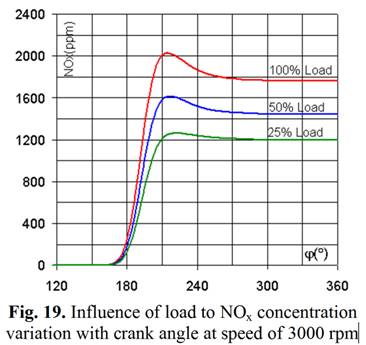 2400
NOx(ppm)
2000
100% Load
1600
50% Load
1200
25% Load
800
400
φ(º)
0
120 180 240 300 360
Fig. 19. Influence of load to NOx concentration
variation with crank angle at speed of 3000 rpm